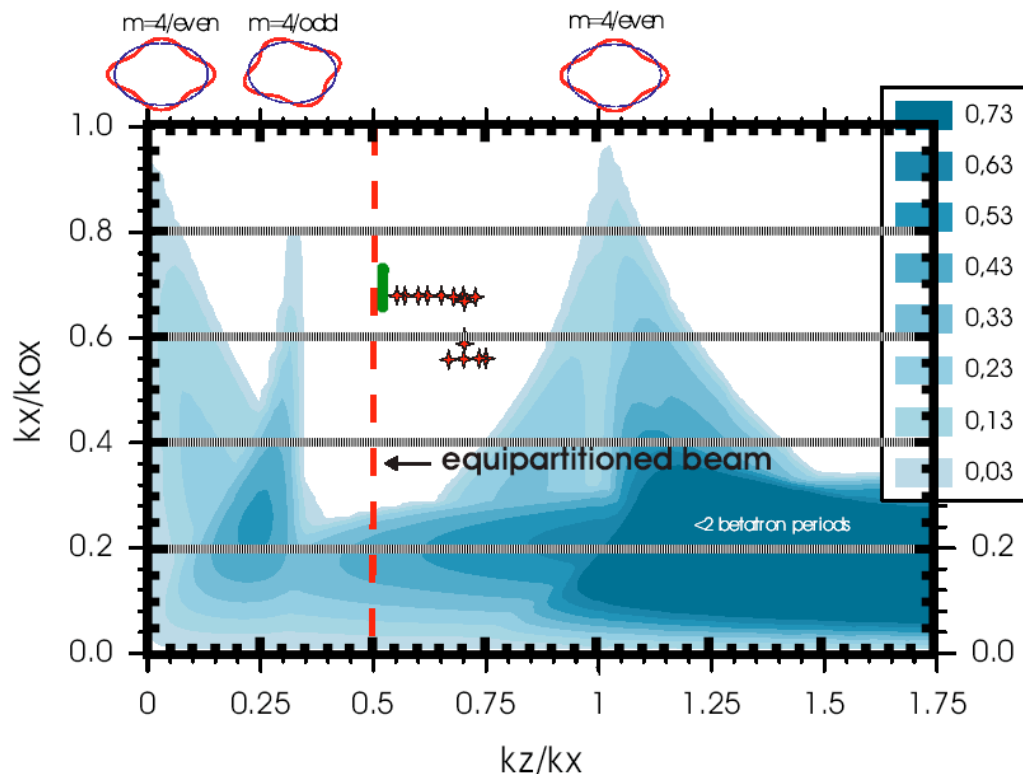 m=4/even m=4/odd m=4/even
1.0
0.8
0.6
0.4
0.2
0.0
kx/kox
0,73
0,63
0,53
0,43
0,33
0,23
0,13
0,03
equipartitioned beam
<2 betatron periods
0.2
0.0
0 0.25 0.5 0.75 1 1.25 1.5 1.75
kz/kx